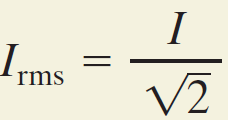 I_rms = I / √2